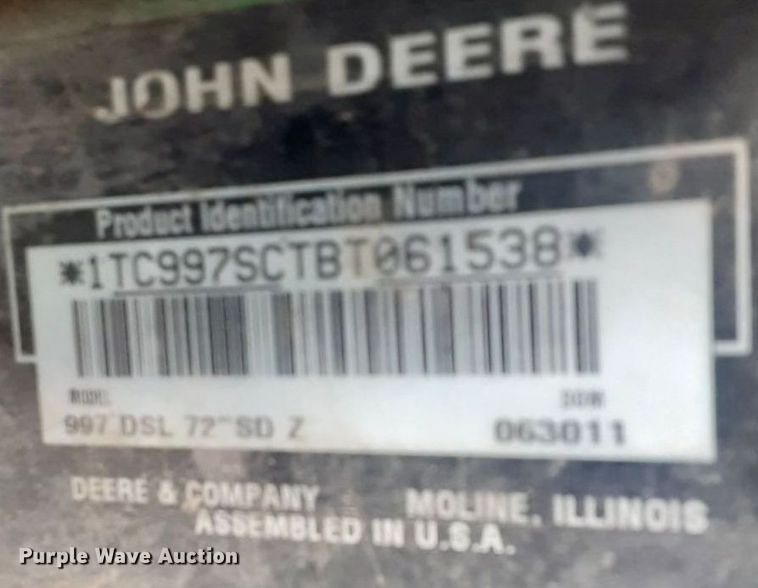 JOHN DEERE
Product Identification Number
*1TC997SCTBT061538*
MODEL
DOM
997 DSL 72"SD Z
063011
DEERE & COMPANY MOLINE, ILLINOIS
ASSEMBLED IN U.S.A.
Purple Wave Auction